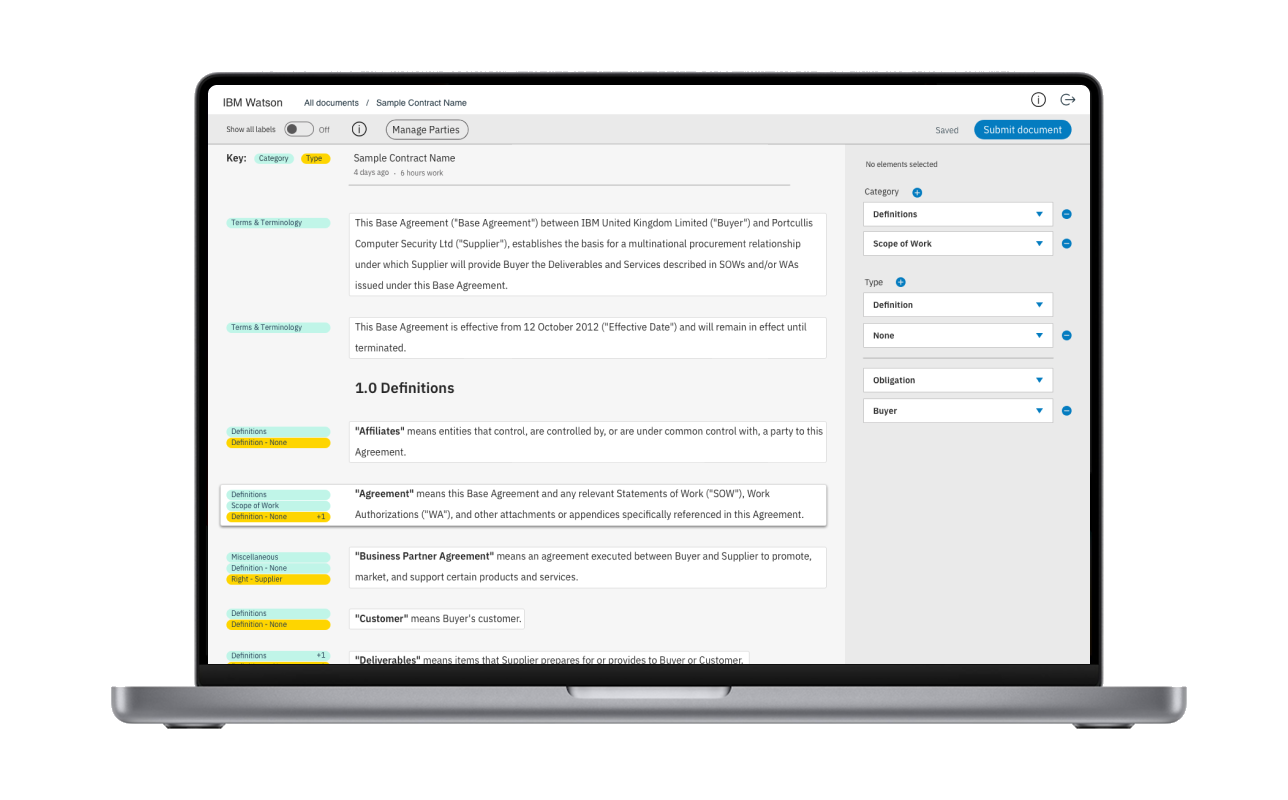 IBM Watson All documents / Sample Contract Name
Show all labels Off Manage Parties Saved Submit document
Key: Category Type
Sample Contract Name
4 days ago - 6 hours work
Terms & Terminology
This Base Agreement ("Base Agreement") between IBM United Kingdom Limited ("Buyer") and Portcullis
Computer Security Ltd ("Supplier"), establishes the basis for a multinational procurement relationship
under which Supplier will provide Buyer the Deliverables and Services described in SOWs and/or WAs
issued under this Base Agreement.
Terms & Terminology
This Base Agreement is effective from 12 October 2012 ("Effective Date") and will remain in effect until
terminated.
1.0 Definitions
Definitions
Definition - None
"Affiliates" means entities that control, are controlled by, or are under common control with, a party to this
Agreement.
Definitions
Scope of Work
Definition - None +1
"Agreement" means this Base Agreement and any relevant Statements of Work ("SOW"), Work
Authorizations ("WA"), and other attachments or appendices specifically referenced in this Agreement.
Miscellaneous
Definition - None
Right - Supplier
"Business Partner Agreement" means an agreement executed between Buyer and Supplier to promote,
market, and support certain products and services.
Definitions
Definition - None
"Customer" means Buyer's customer.
Definitions +1
"Deliverables" means items that Supplier prepares for or provides to Buyer or Customer.
No elements selected
Category
Definitions
Scope of Work
Type
Definition
None
Obligation
Buyer